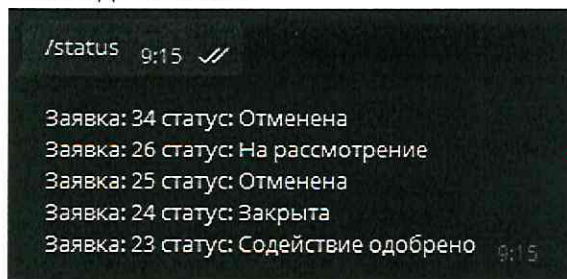 /status 9:15
Заявка: 34 статус: Отменена
Заявка: 26 статус: На рассмотрение
Заявка: 25 статус: Отменена
Заявка: 24 статус: Закрыта
Заявка: 23 статус: Содействие одобрено 9:15